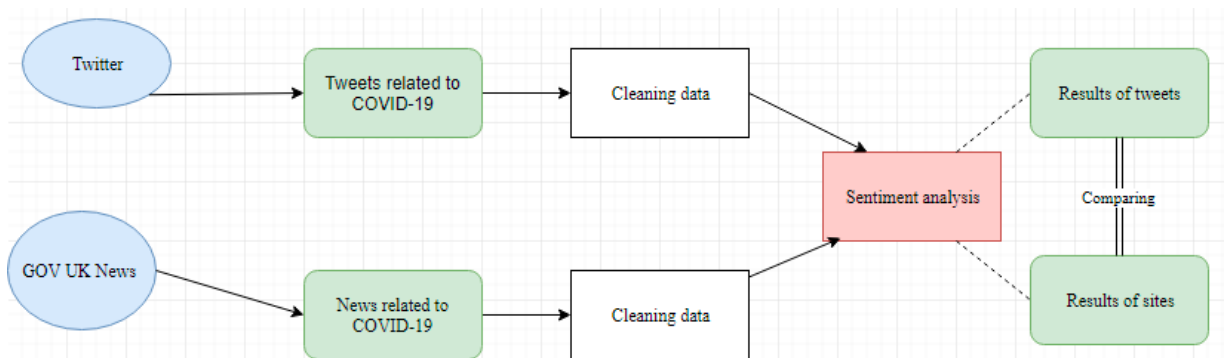 Twitter
Tweets related to
COVID-19
Cleaning data
Results of tweets
Sentiment analysis
Comparing
GOV UK News
News related to
COVID-19
Cleaning data
Results of sites